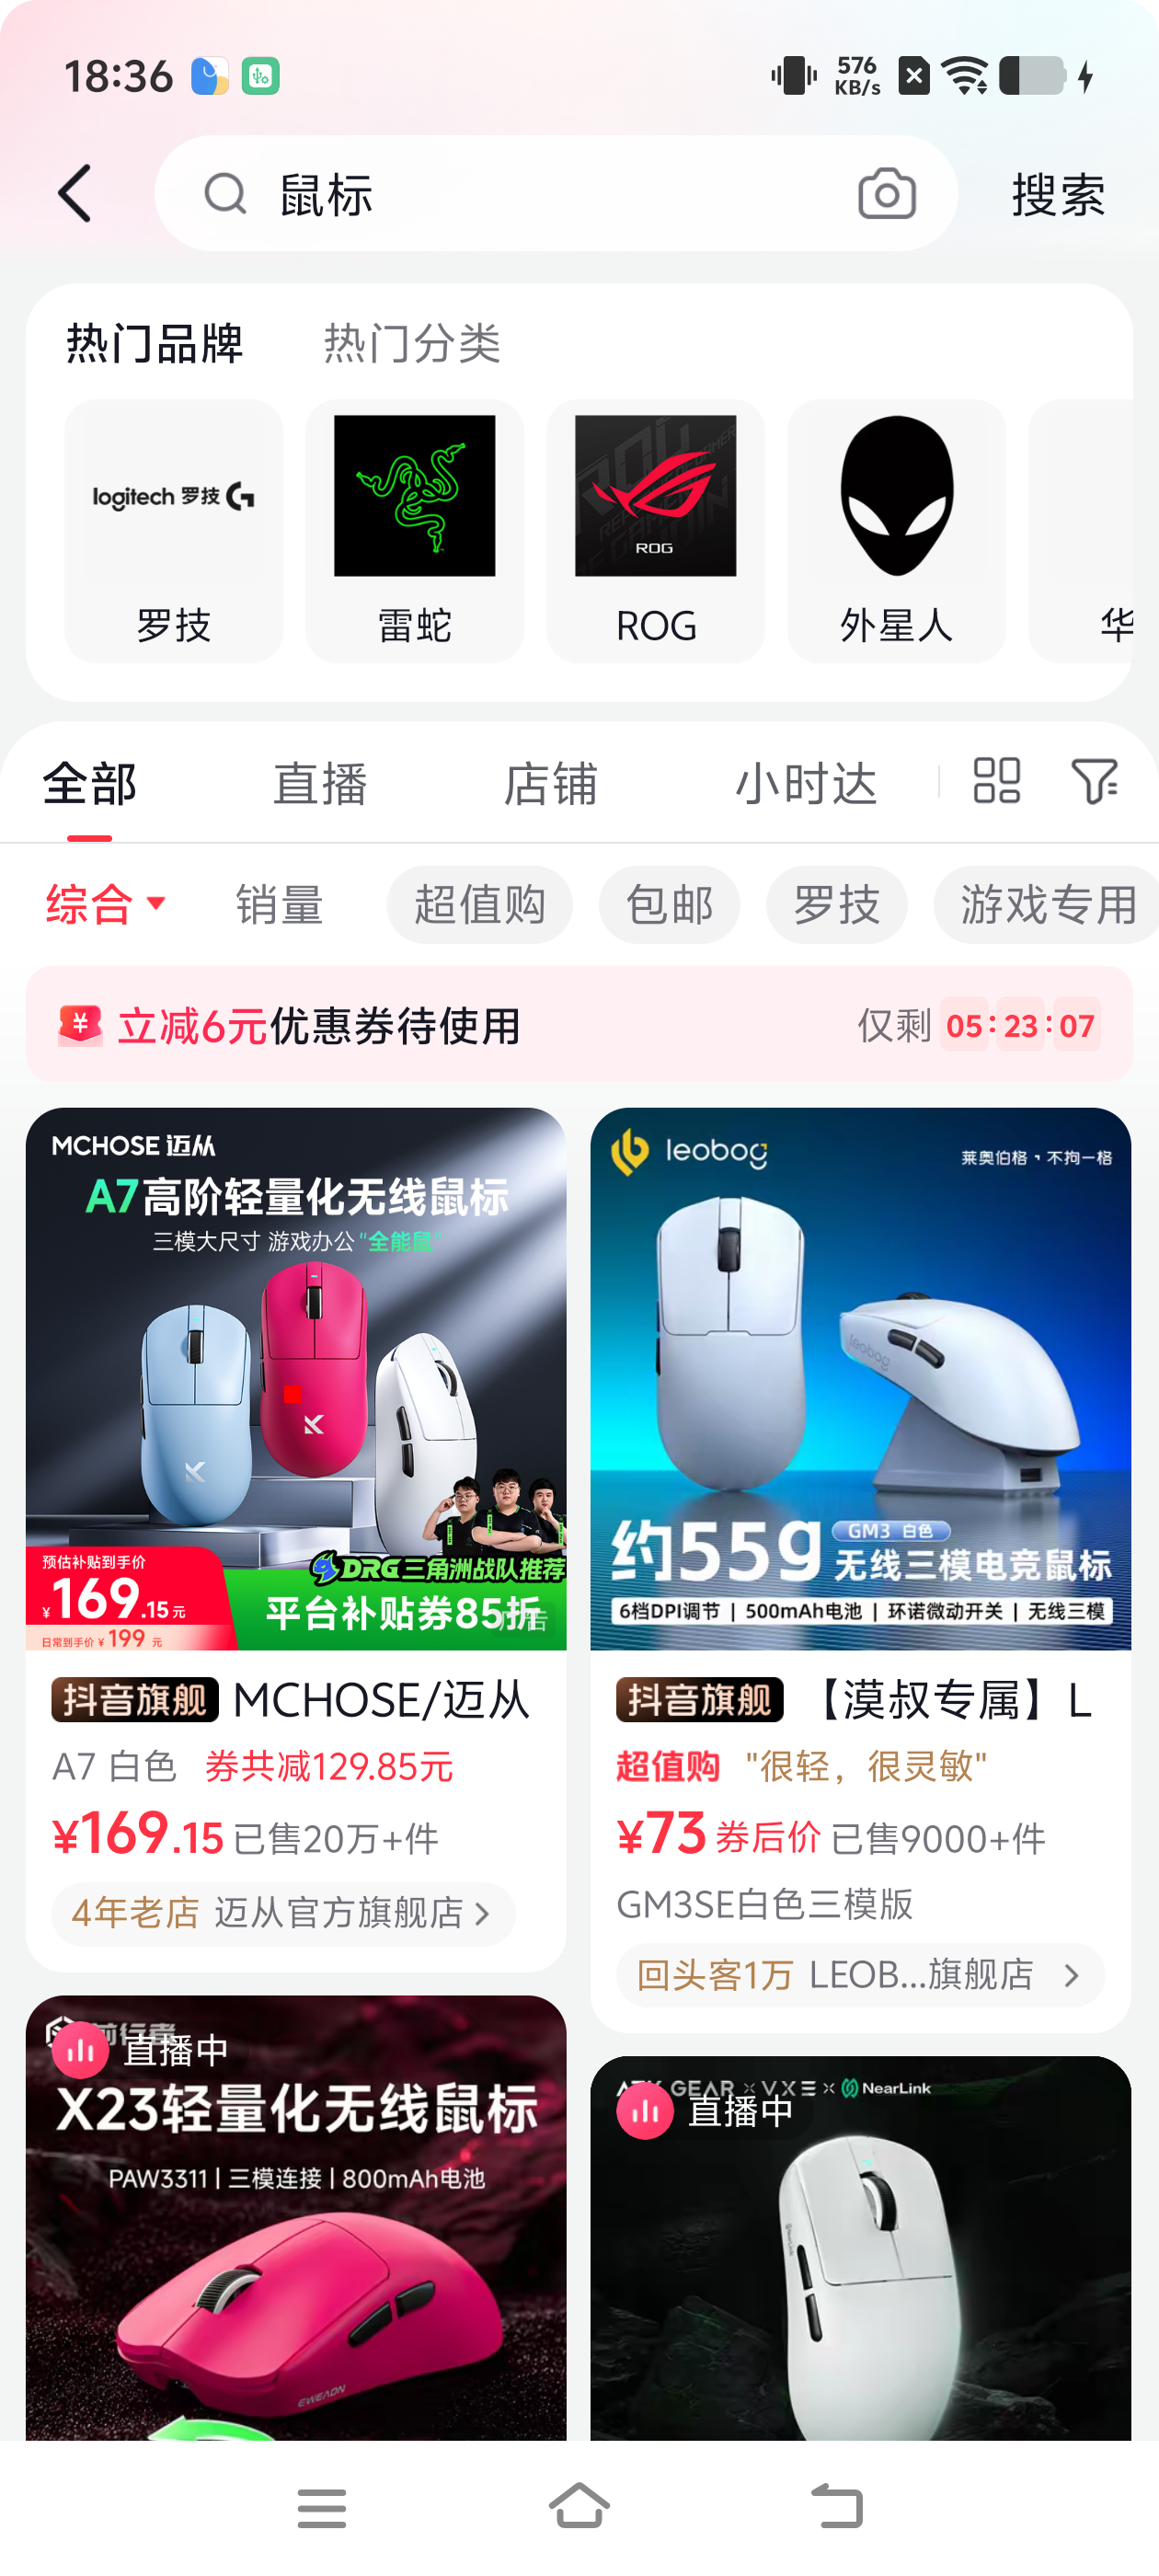 18:36
576
KB/s
鼠标
搜索
热门品牌
热门分类
logitech 罗技 G
ROG
罗技
雷蛇
ROG
外星人
华
全部
直播
店铺
小时达
综合
销量
超值购
包邮
罗技
游戏专用
立减6元优惠券待使用
仅剩 05:23:07
MCHOSE 迈从
A7高阶轻量化无线鼠标
三模大尺寸 游戏办公“全能鼠”
DRG三角洲战队推荐
预估补贴到手价
¥169.15元
日常到手价¥199 元
平台补贴券85折
抖音旗舰 MCHOSE/迈从
A7 白色 券共减129.85元
¥169.15 已售20万+件
4年老店 迈从官方旗舰店
leobog
莱奥伯格，不拘一格
leobog
约55g
GM3 白色
无线三模电竞鼠标
6档DPI调节 | 500mAh电池 | 环诺微动开关 | 无线三模
抖音旗舰 【漠叔专属】L
超值购 "很轻，很灵敏"
¥73 券后价 已售9000+件
GM3SE白色三模版
回头客1万 LEOB...旗舰店
直播中
X23轻量化无线鼠标
PAW3311 | 三模连接 | 800mAh电池
EWEADN
GEAR × VXE × NearLink
直播中